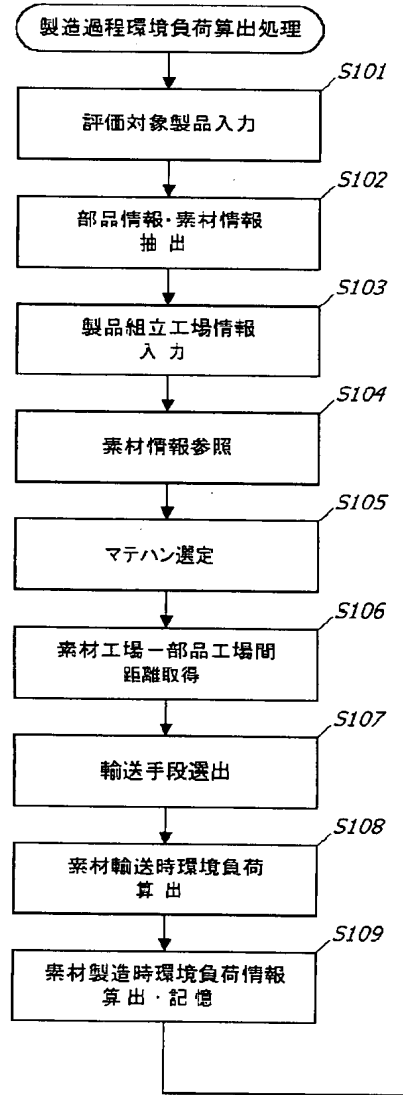 製造過程環境負荷算出処理
S101
評価対象製品入力
S102
部品情報・素材情報
抽出
S103
製品組立工場情報
入力
S104
素材情報参照
S105
マテハン選定
S106
素材工場－部品工場間
距離取得
S107
輸送手段選出
S108
素材輸送時環境負荷
算出
S109
素材製造時環境負荷情報
算出・記憶